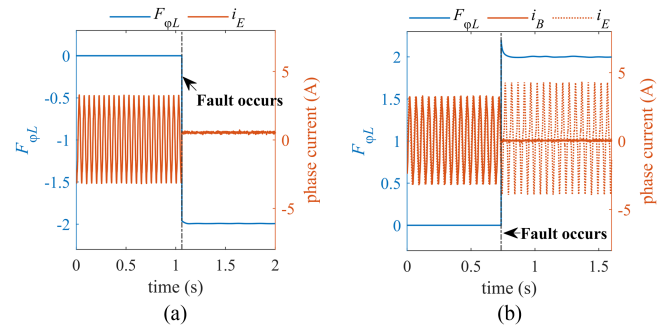 F_φL i_E
0
-0.5
-1
-1.5
-2
F_φL
5
0
-5
phase current (A)
Fault occurs
0 0.5 1 1.5 2
time (s)
(a)
F_φL i_B i_E
2
1.5
1
0.5
0
F_φL
5
0
-5
phase current (A)
Fault occurs
0 0.5 1 1.5
time (s)
(b)